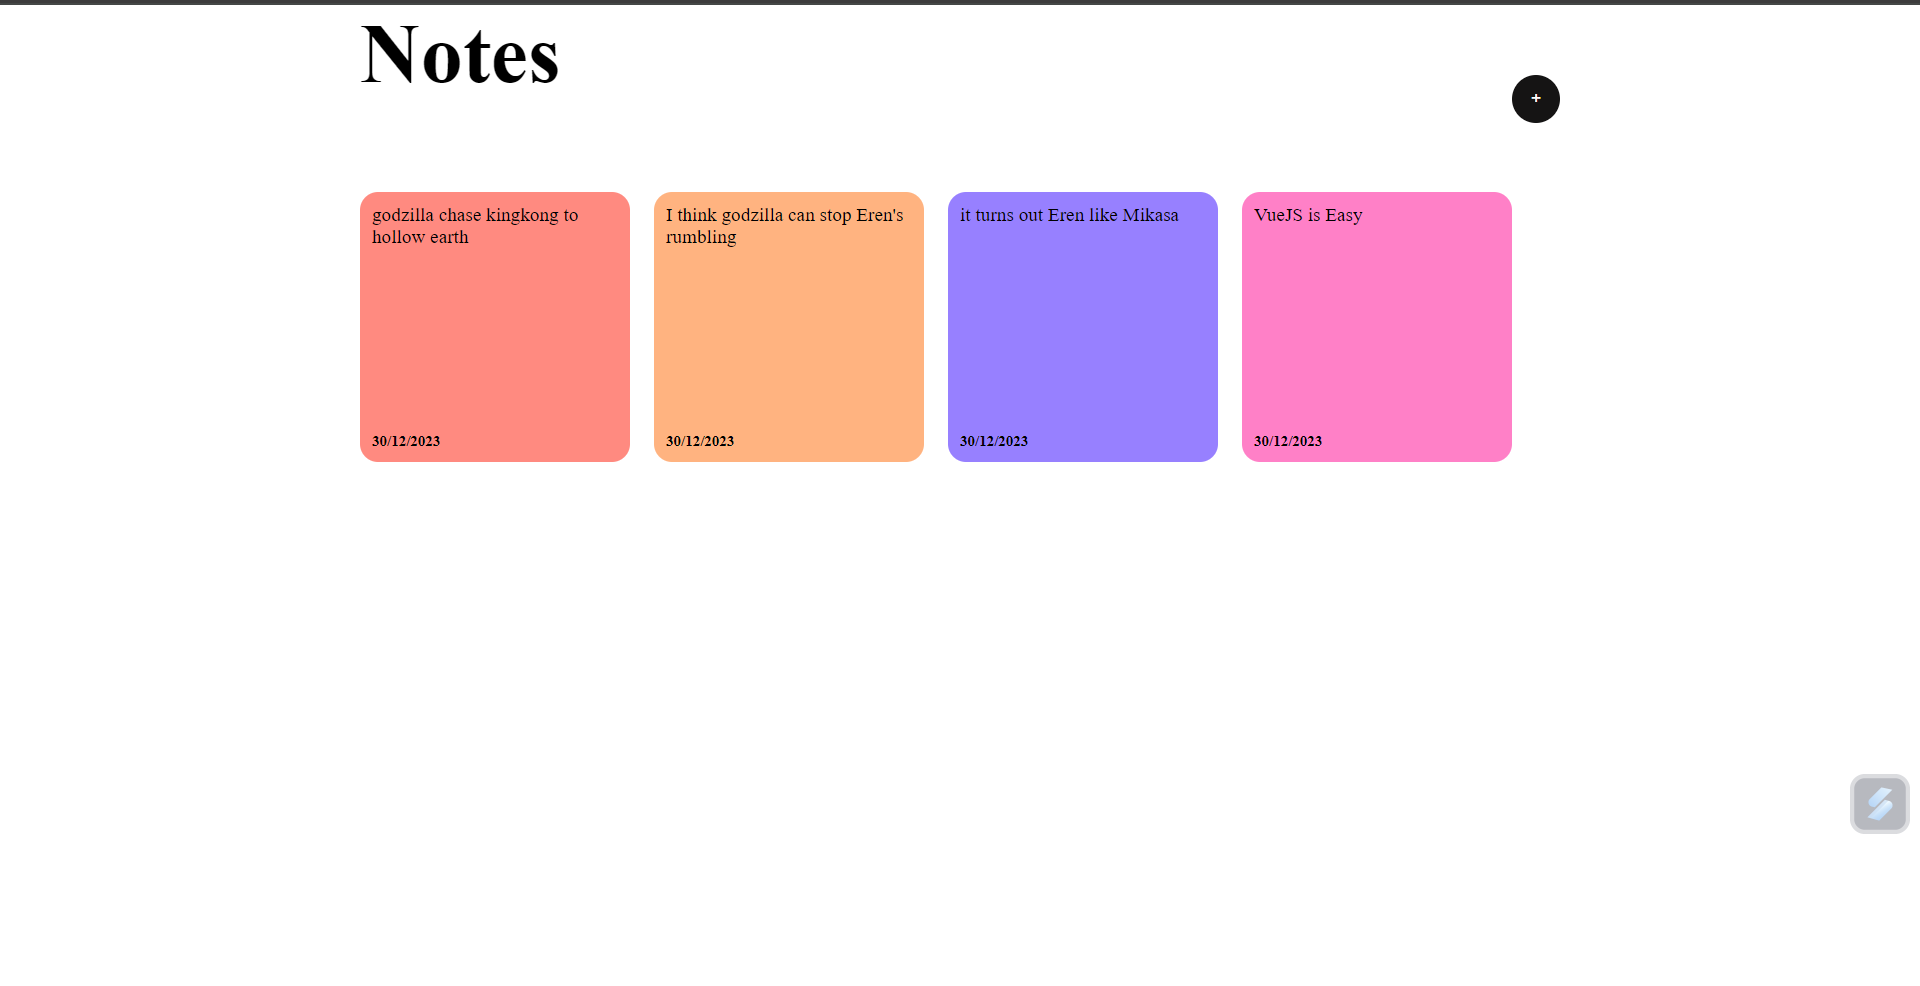 Notes
+
godzilla chase kingkong to
hollow earth
30/12/2023
I think godzilla can stop Eren's
rumbling
30/12/2023
it turns out Eren like Mikasa
30/12/2023
VueJS is Easy
30/12/2023